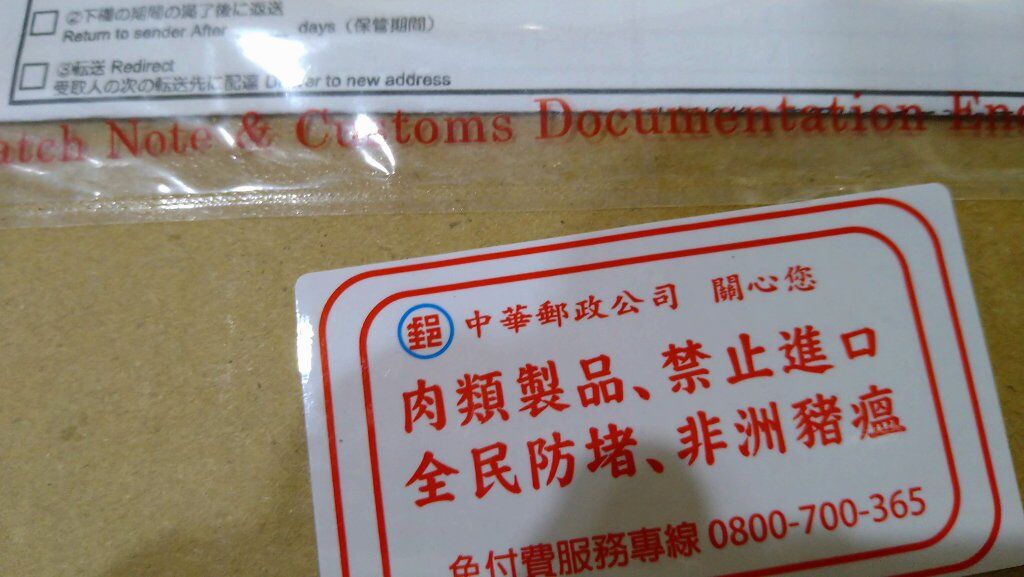 ②下欄の期間の満了後に返送
Return to sender After days (保管期間)
③転送 Redirect
受取人の次の転送先に配達 to new address
Note & Customs Documentation
郵 中華郵政公司 關心您
肉類製品、禁止進口
全民防堵、非洲豬瘟
免付費服務專線 0800-700-365